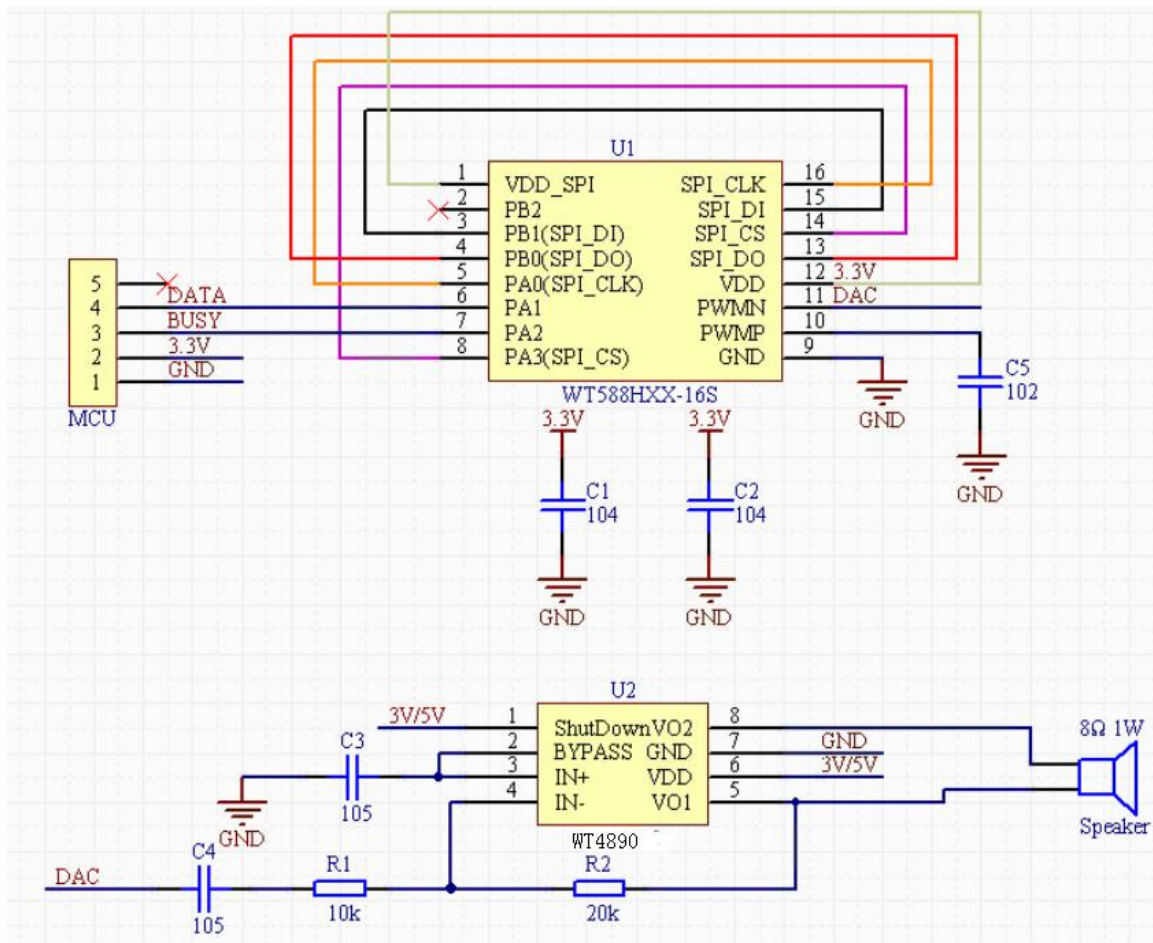 U1
1 VDD_SPI SPI_CLK 16
2 PB2 SPI_DI 15
3 PB1(SPI_DI) SPI_CS 14
4 PB0(SPI_DO) SPI_DO 13
5 PA0(SPI_CLK) VDD 12 3.3V
6 PA1 PWMN 11 DAC
7 PA2 PWMP 10
8 PA3(SPI_CS) GND 9
WT588HXX-16S
5
4 DATA
3 BUSY
2 3.3V
1 GND
MCU
GND
C5
102
GND
3.3V
C1
104
GND
3.3V
C2
104
GND
U2
3V/5V 1 ShutDown VO2 8
2 BYPASS GND 7 GND
3 IN+ VDD 6 3V/5V
4 IN- VO1 5
WT4890
C3
105
GND
8Ω 1W
Speaker
DAC
C4
105
R1
10k
R2
20k